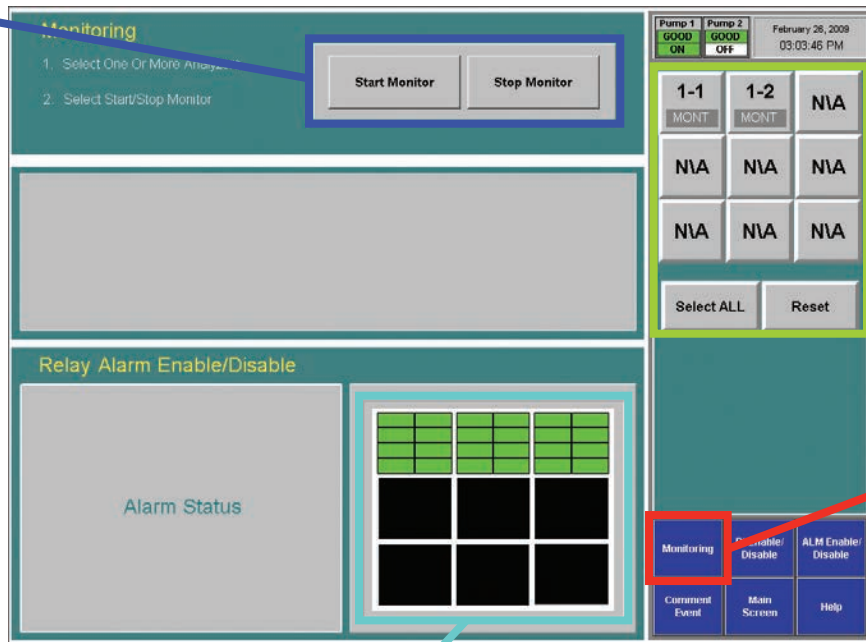 Monitoring
1. Select One Or More
2. Select Start/Stop Monitor
Start Monitor
Stop Monitor
Pump 1 Pump 2
GOOD GOOD
ON OFF
February 26, 2009
03:03:46 PM
1-1 1-2 N\A
MONT MONT
N\A N\A N\A
N\A N\A N\A
Select ALL
Reset
Relay Alarm Enable/Disable
Alarm Status
Monitoring
Disable
ALM Enable/
Disable
Comment
Event
Main
Screen
Help